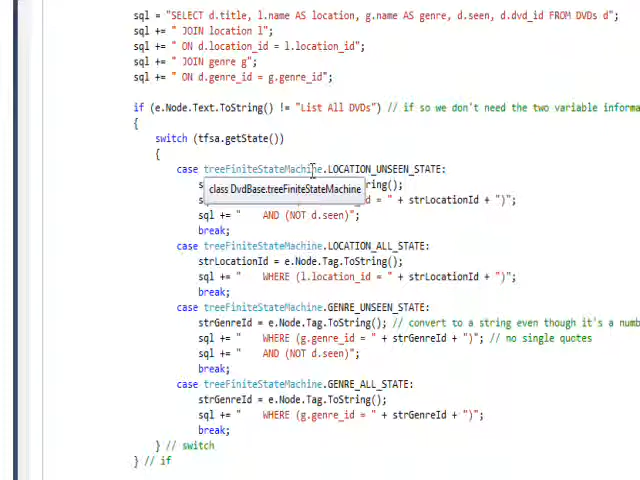 sql = "SELECT d.title, l.name AS location, g.name AS genre, d.seen, d.dvd_id FROM DVDs d";
sql += " JOIN location l";
sql += " ON d.location_id = l.location_id";
sql += " JOIN genre g";
sql += " ON d.genre_id = g.genre_id";
if (e.Node.Text.ToString() != "List All DVDs") // if so we don't need the two variable informa
{
switch (tfsa.getState())
{
case treeFiniteStateMachine.LOCATION_UNSEEN_STATE:
s ring();
class DvdBase.treeFiniteStateMachine
s d = " + strLocationId + ")";
sql += "    AND (NOT d.seen)";
break;
case treeFiniteStateMachine.LOCATION_ALL_STATE:
strLocationId = e.Node.Tag.ToString();
sql += "    WHERE (l.location_id = " + strLocationId + ")";
break;
case treeFiniteStateMachine.GENRE_UNSEEN_STATE:
strGenreId = e.Node.Tag.ToString(); // convert to a string even though it's a numb
sql += "    WHERE (g.genre_id = " + strGenreId + ")"; // no single quotes
sql += "    AND (NOT d.seen)";
break;
case treeFiniteStateMachine.GENRE_ALL_STATE:
strGenreId = e.Node.Tag.ToString();
sql += "    WHERE (g.genre_id = " + strGenreId + ")";
break;
} // switch
} // if